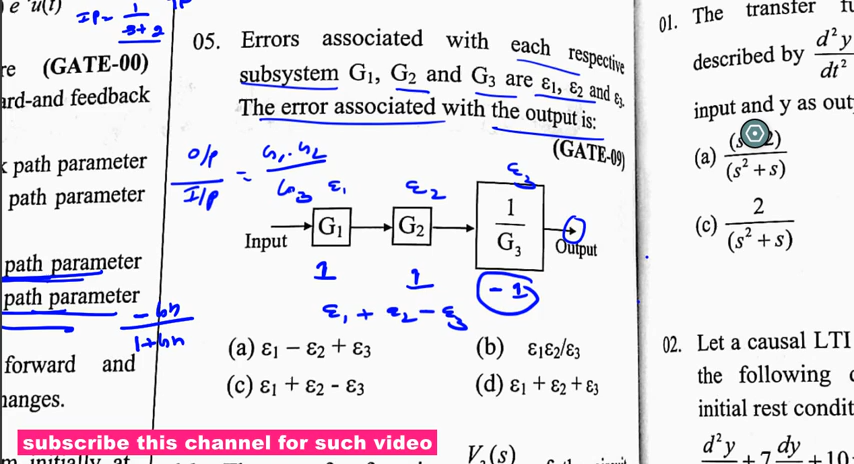 e u(t)
IP = 1
s+2
re (GATE-00)
ard-and feedback
path parameter
path parameter
path parameter
path parameter
- GH
1+GH
forward and
hanges.
05. Errors associated with each respective
subsystem G₁, G₂ and G₃ are ε₁, ε₂ and ε₃.
The error associated with the output is:
(GATE-09)
O/P
I/P
= G₁.G₂
G₃
ε₁
ε₂
ε₃
Input
G₁
G₂
1
G₃
Output
1
1
-1
ε₁ + ε₂ - ε₃
(a) ε₁ – ε₂ + ε₃
(b) ε₁ε₂/ε₃
(c) ε₁ + ε₂ - ε₃
(d) ε₁ + ε₂ + ε₃
subscribe this channel for such video
V₂(s)
01. The transfer
described by d²y
dt²
input and y as out
(a) (s 2)
(s² + s)
(c) 2
(s² + s)
02. Let a causal LTI
the following
initial rest condit
d²y + 7 dy + 10